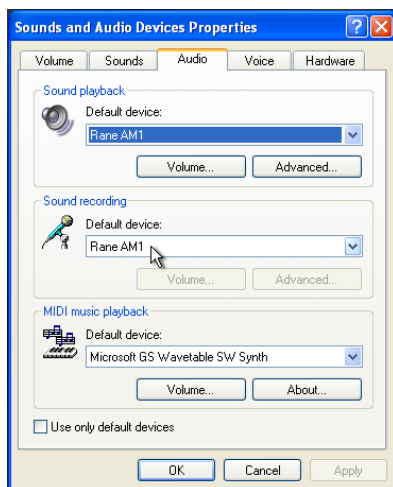 Sounds and Audio Devices Properties
Volume Sounds Audio Voice Hardware
Sound playback
Default device:
Rane AM1
Volume... Advanced...
Sound recording
Default device:
Rane AM1
Volume... Advanced...
MIDI music playback
Default device:
Microsoft GS Wavetable SW Synth
Volume... About...
Use only default devices
OK Cancel Apply